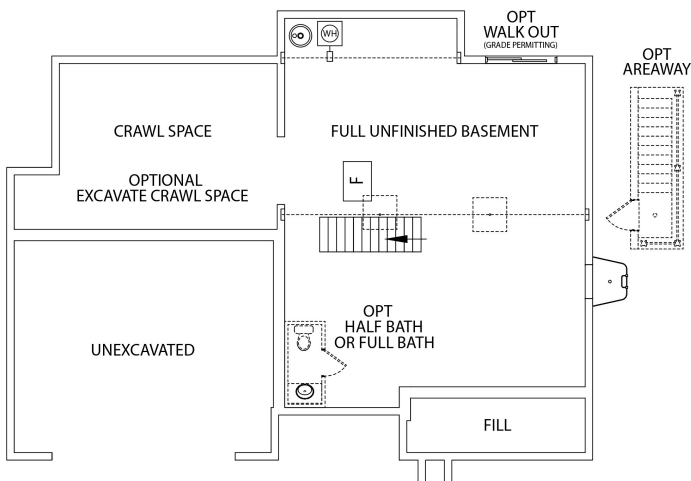 OPT
WALK OUT
(GRADE PERMITTING)
WH
OPT
AREAWAY
CRAWL SPACE
FULL UNFINISHED BASEMENT
OPTIONAL
EXCAVATE CRAWL SPACE
F
OPT
HALF BATH
OR FULL BATH
UNEXCAVATED
FILL